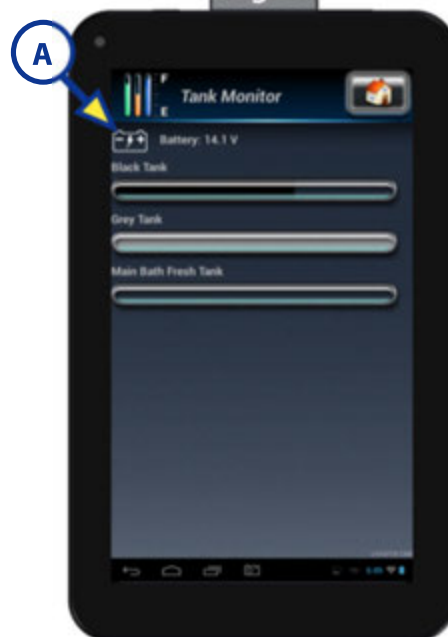 A
F
Tank Monitor
E
Battery: 14.1 V
Black Tank
Grey Tank
Main Bath Fresh Tank